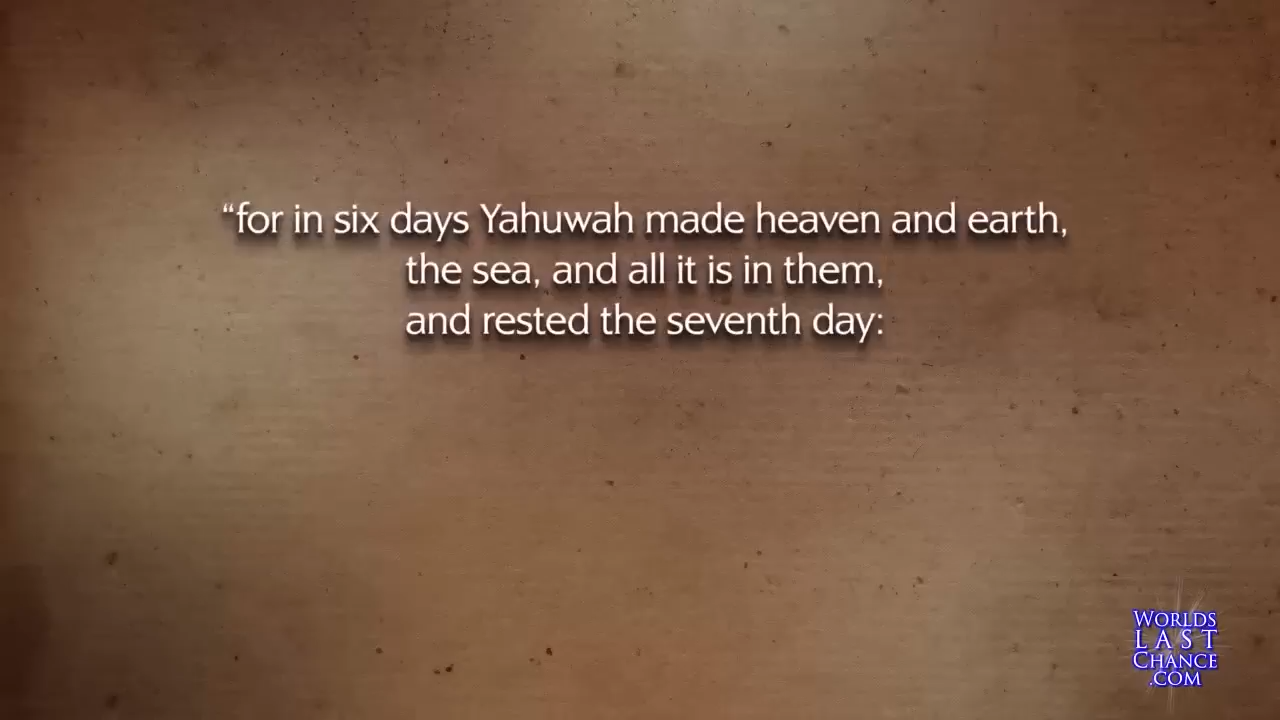 “for in six days Yahuwah made heaven and earth,
the sea, and all it is in them,
and rested the seventh day:
WORLDS
LAST
CHANCE
.COM